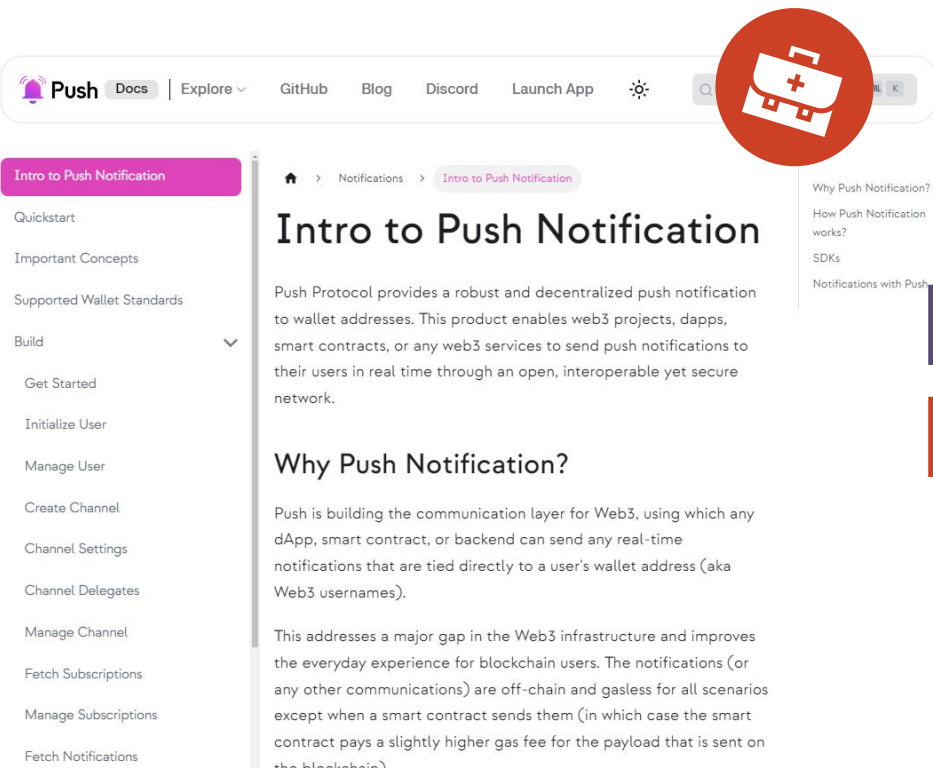 Push Docs Explore GitHub Blog Discord Launch App K
Intro to Push Notification
Quickstart
Important Concepts
Supported Wallet Standards
Build
Get Started
Initialize User
Manage User
Create Channel
Channel Settings
Channel Delegates
Manage Channel
Fetch Subscriptions
Manage Subscriptions
Fetch Notifications
Notifications
Intro to Push Notification
Intro to Push Notification
Push Protocol provides a robust and decentralized push notification
to wallet addresses. This product enables web3 projects, dapps,
smart contracts, or any web3 services to send push notifications to
their users in real time through an open, interoperable yet secure
network.
Why Push Notification?
Push is building the communication layer for Web3, using which any
dApp, smart contract, or backend can send any real-time
notifications that are tied directly to a user's wallet address (aka
Web3 usernames).
This addresses a major gap in the Web3 infrastructure and improves
the everyday experience for blockchain users. The notifications (or
any other communications) are off-chain and gasless for all scenarios
except when a smart contract sends them (in which case the smart
contract pays a slightly higher gas fee for the payload that is sent on
the blockchain)
Why Push Notification?
How Push Notification
works?
SDKs
Notifications with Push